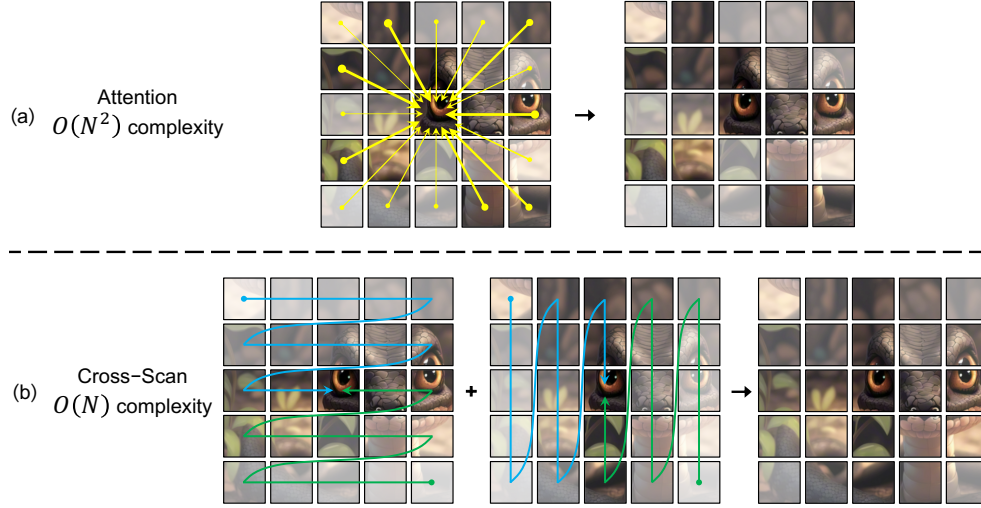 (a) Attention
O(N²) complexity
(b) Cross−Scan
O(N) complexity
+